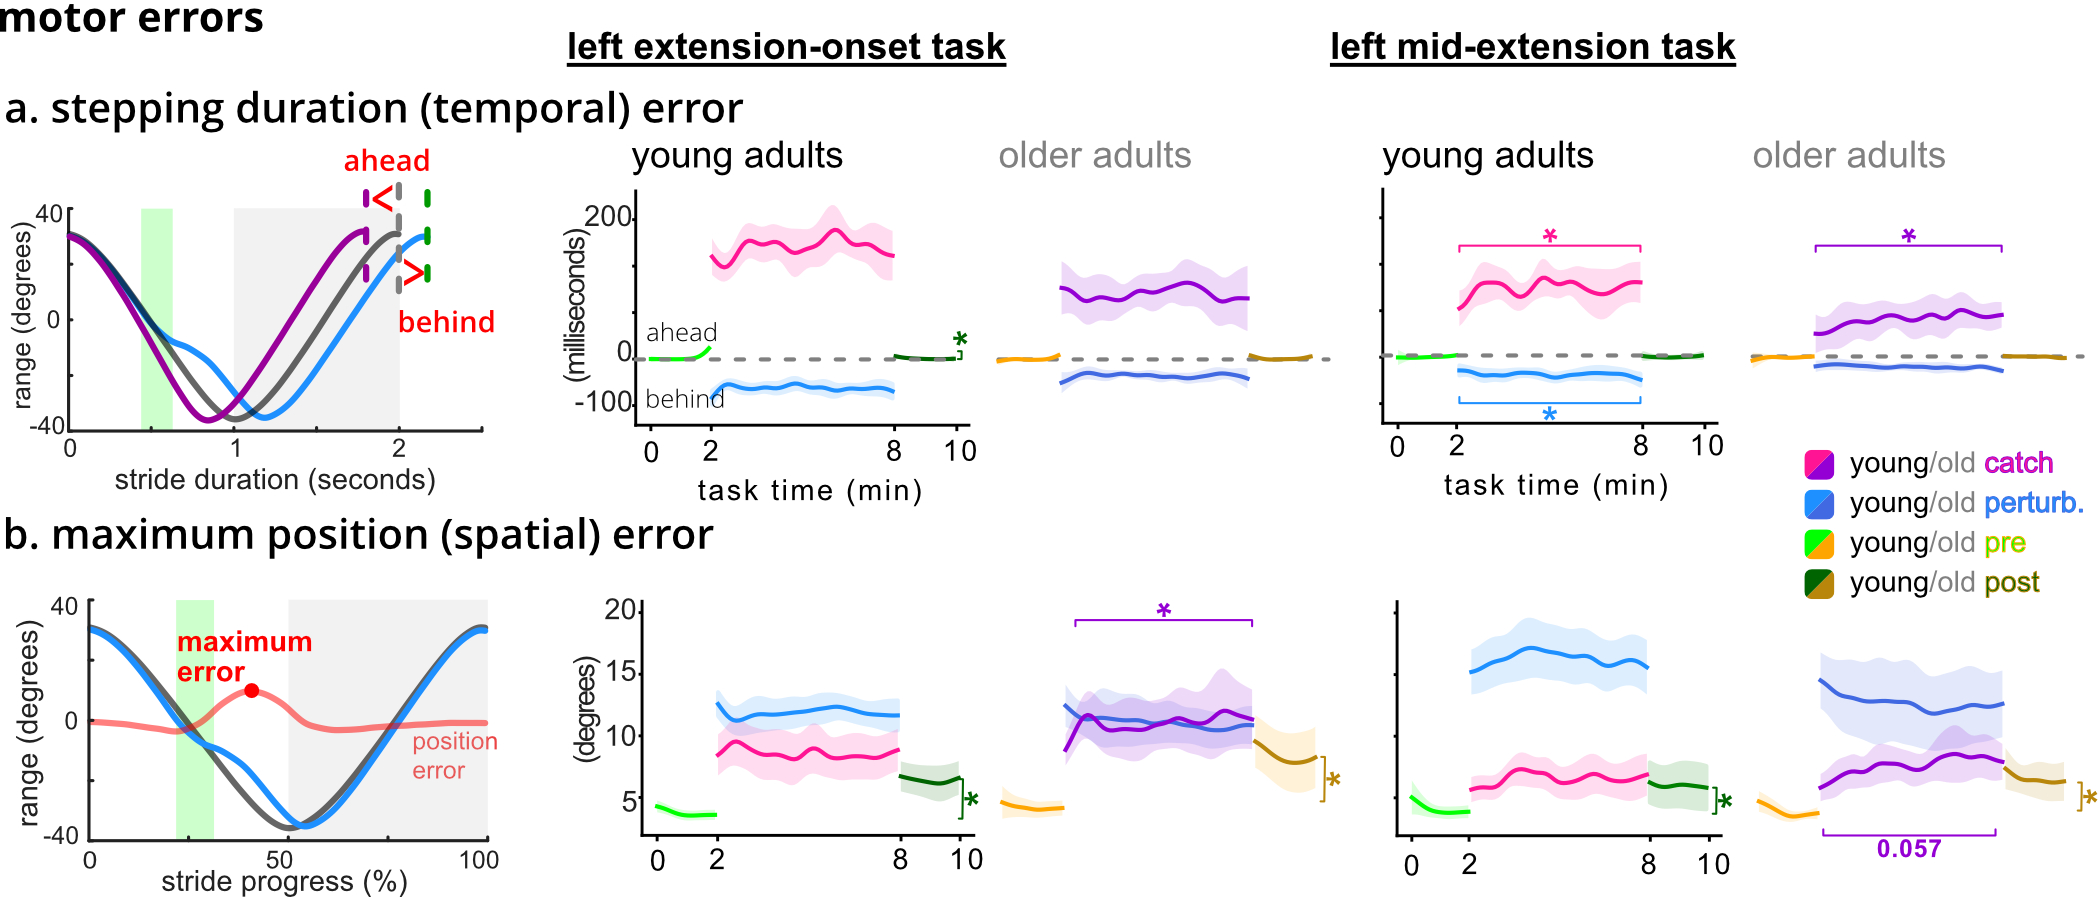 motor errors
left extension-onset task
left mid-extension task
a. stepping duration (temporal) error
young adults
older adults
young adults
older adults
ahead
behind
range (degrees)
40
0
-40
0
1
2
stride duration (seconds)
(milliseconds)
200
0
-100
ahead
behind
*
0
2
8
10
task time (min)
*
*
*
0
2
8
10
task time (min)
young/old catch
young/old perturb.
young/old pre
young/old post
b. maximum position (spatial) error
range (degrees)
40
0
-40
maximum
error
position
error
0
50
100
stride progress (%)
(degrees)
20
15
10
5
*
*
*
0
2
8
10
*
*
0.057
0
2
8
10